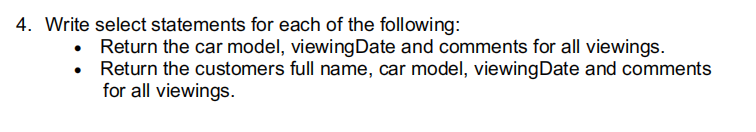 4. Write select statements for each of the following:
• Return the car model, viewingDate and comments for all viewings.
• Return the customers full name, car model, viewingDate and comments
for all viewings.